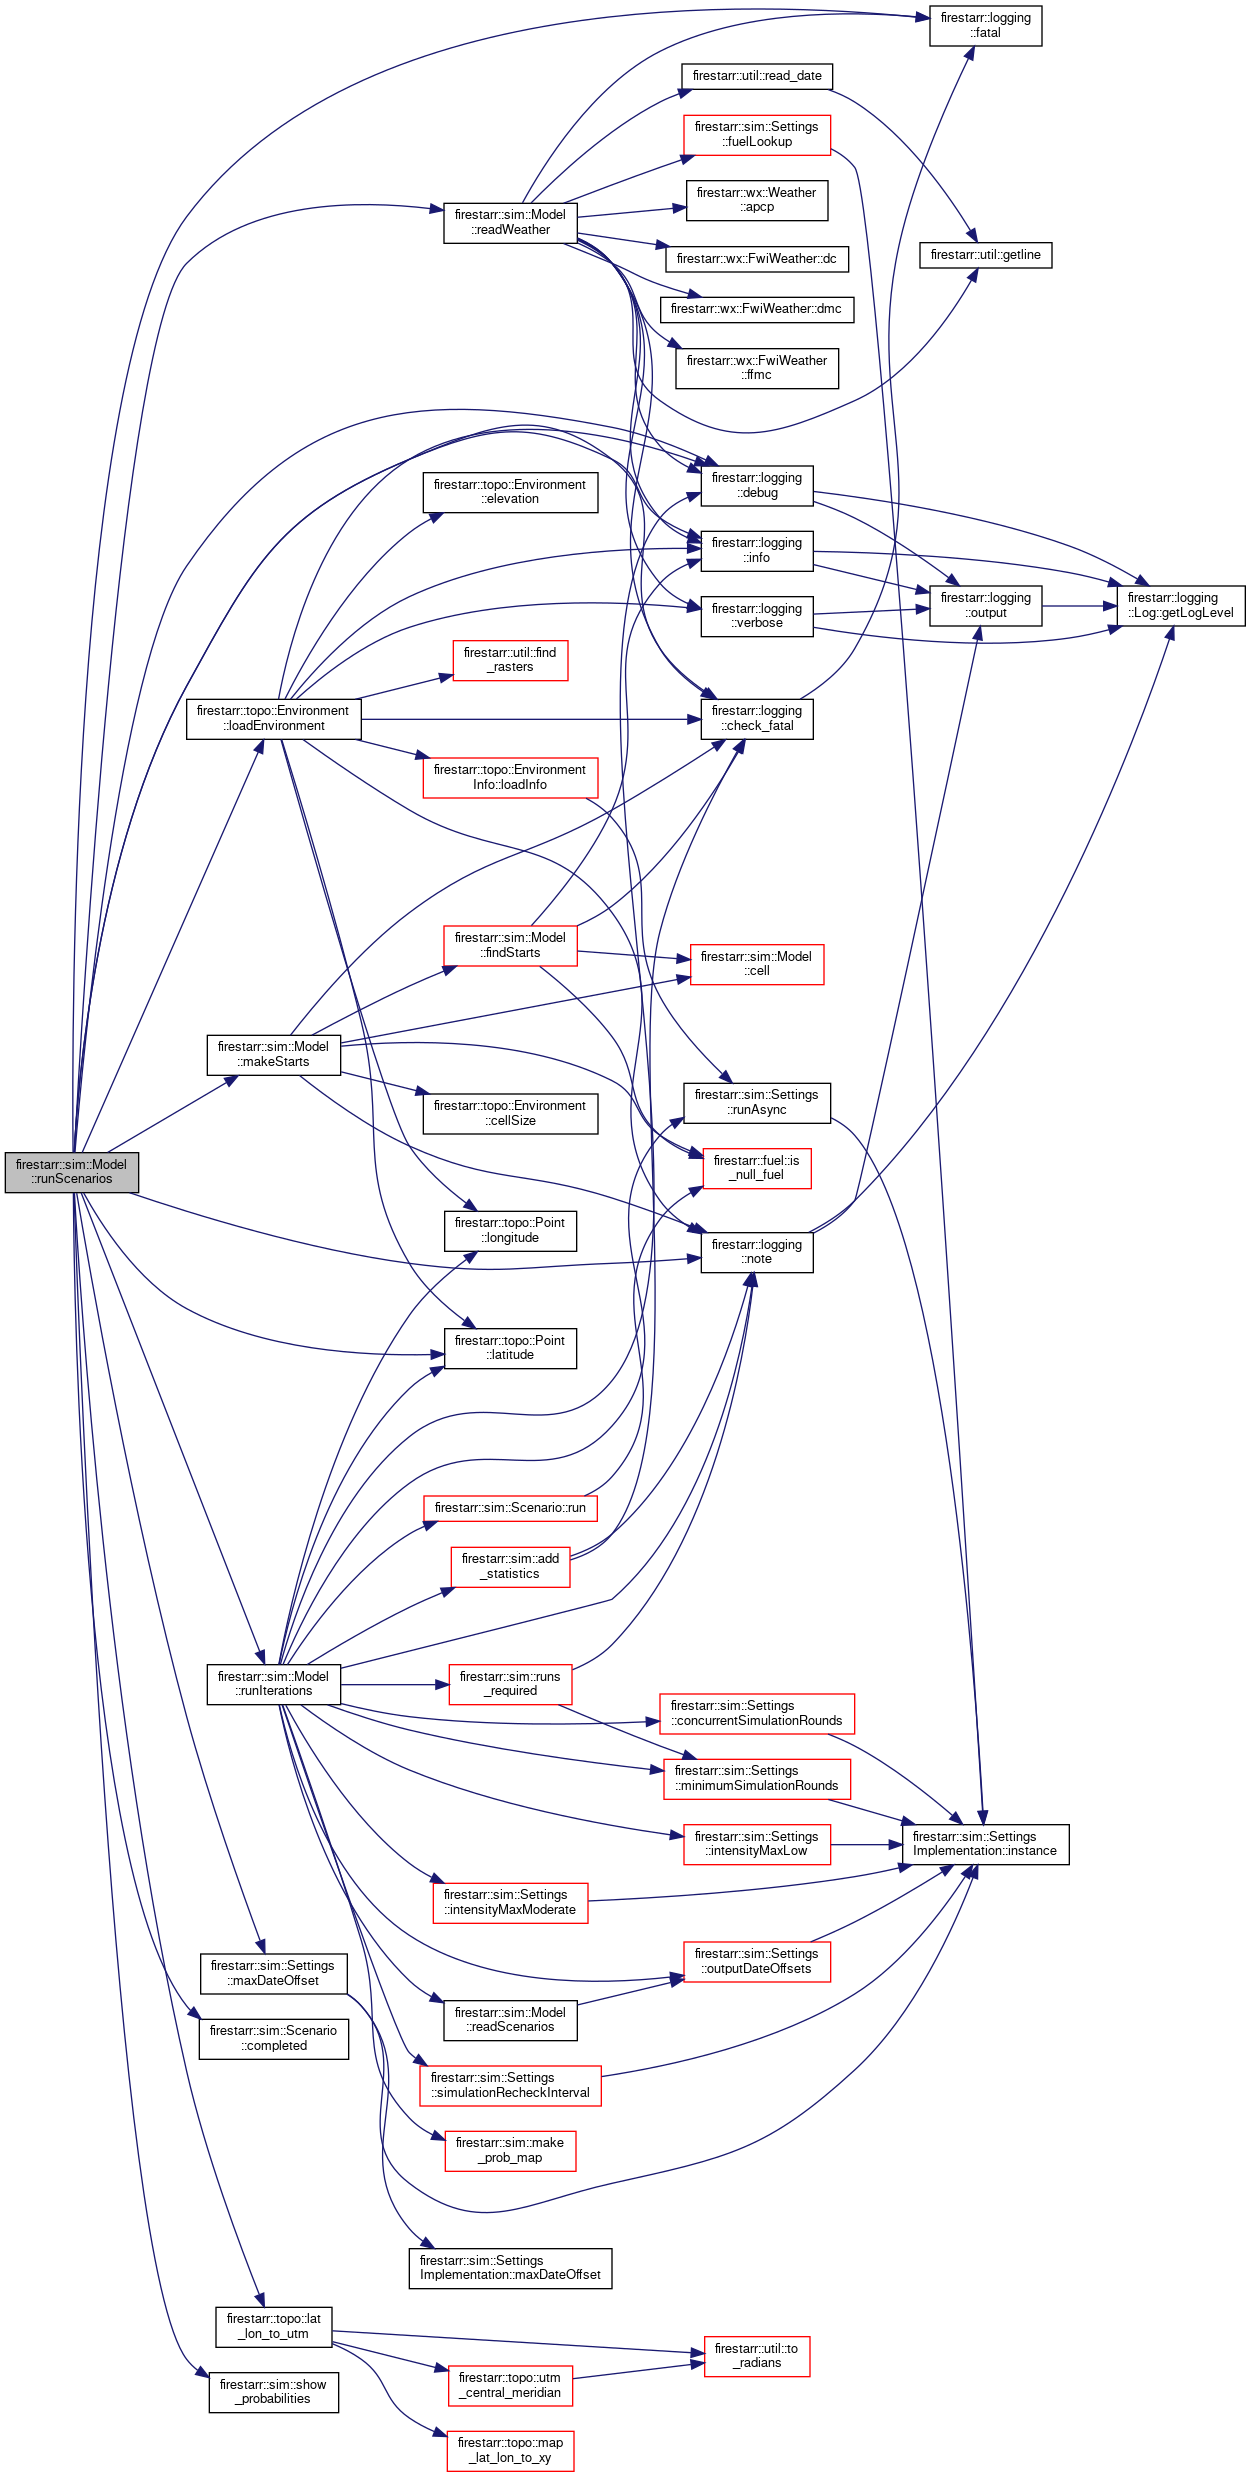 firestarr::logging
::fatal
firestarr::util::read_date
firestarr::sim::Settings
::fuelLookup
firestarr::wx::Weather
::apcp
firestarr::sim::Model
::readWeather
firestarr::wx::FwiWeather::dc
firestarr::util::getline
firestarr::wx::FwiWeather::dmc
firestarr::wx::FwiWeather
::ffmc
firestarr::logging
::debug
firestarr::topo::Environment
::elevation
firestarr::logging
::info
firestarr::logging
::verbose
firestarr::logging
::output
firestarr::logging
::Log::getLogLevel
firestarr::util::find
_rasters
firestarr::topo::Environment
::loadEnvironment
firestarr::logging
::check_fatal
firestarr::topo::Environment
Info::loadInfo
firestarr::sim::Model
::findStarts
firestarr::sim::Model
::cell
firestarr::sim::Model
::makeStarts
firestarr::topo::Environment
::cellSize
firestarr::sim::Settings
::runAsync
firestarr::sim::Model
::runScenarios
firestarr::fuel::is
_null_fuel
firestarr::topo::Point
::longitude
firestarr::logging
::note
firestarr::topo::Point
::latitude
firestarr::sim::Scenario::run
firestarr::sim::add
_statistics
firestarr::sim::Model
::runIterations
firestarr::sim::runs
_required
firestarr::sim::Settings
::concurrentSimulationRounds
firestarr::sim::Settings
::minimumSimulationRounds
firestarr::sim::Settings
::intensityMaxLow
firestarr::sim::Settings
Implementation::instance
firestarr::sim::Settings
::intensityMaxModerate
firestarr::sim::Settings
::outputDateOffsets
firestarr::sim::Settings
::maxDateOffset
firestarr::sim::Model
::readScenarios
firestarr::sim::Scenario
::completed
firestarr::sim::Settings
::simulationRecheckInterval
firestarr::sim::make
_prob_map
firestarr::sim::Settings
Implementation::maxDateOffset
firestarr::topo::lat
_lon_to_utm
firestarr::util::to
_radians
firestarr::topo::utm
_central_meridian
firestarr::sim::show
_probabilities
firestarr::topo::map
_lat_lon_to_xy